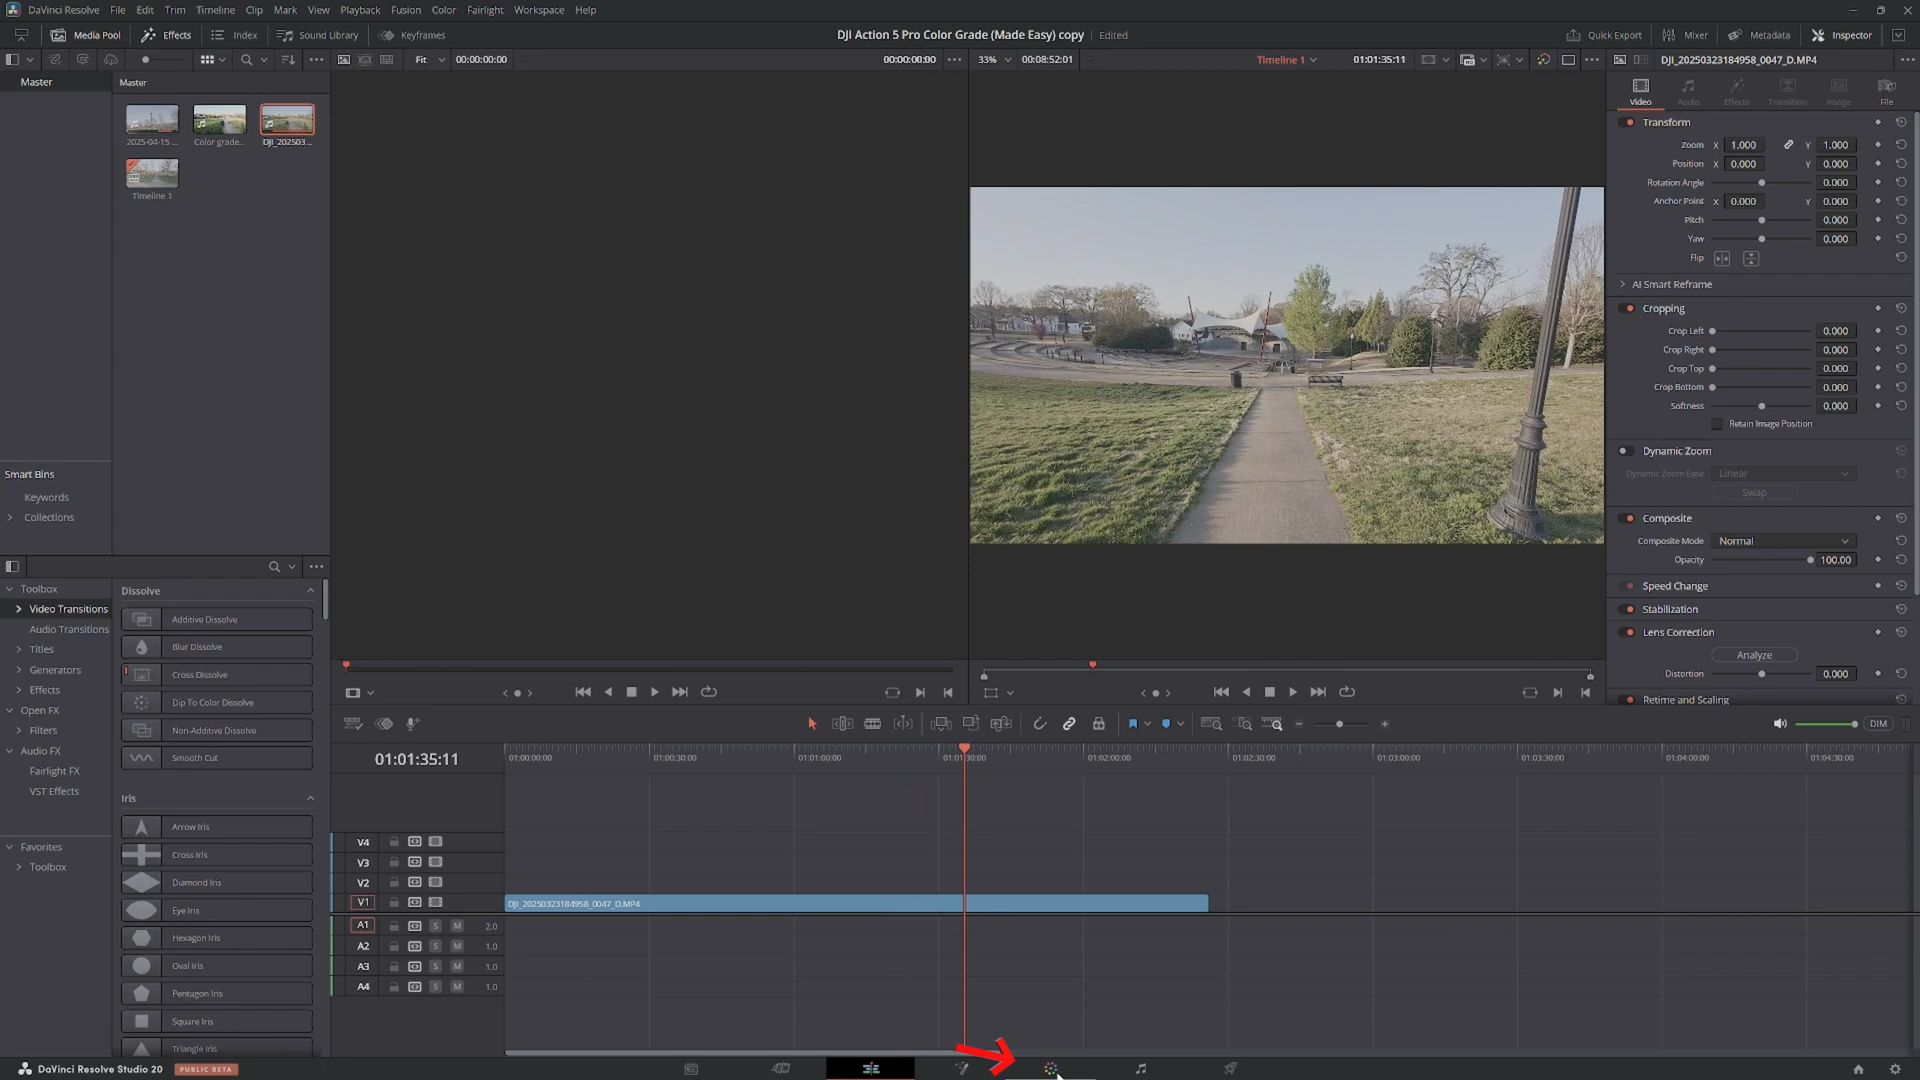 DaVinci Resolve File Edit Trim Timeline Clip Mark View Playback Fusion Color Fairlight Workspace Help
Media Pool Effects Index Sound Library Keyframes DJI Action 5 Pro Color Grade (Made Easy) copy Edited Quick Export Mixer Metadata Inspector
Fit 00:00:00:00 00:00:00:00 33% 00:08:52:01 Timeline 1 01:01:35:11 DJI_20250323184958_0047_D.MP4
Master Master
Video Audio Effects Transition Image File
2025-04-15 ... Color grade... DJI_202503...
Timeline 1
Transform
Zoom X 1.000 Y 1.000
Position X 0.000 Y 0.000
Rotation Angle 0.000
Anchor Point X 0.000 Y 0.000
Pitch 0.000
Yaw 0.000
Flip
AI Smart Reframe
Cropping
Crop Left 0.000
Crop Right 0.000
Crop Top 0.000
Crop Bottom 0.000
Softness 0.000
Retain Image Position
Dynamic Zoom
Dynamic Zoom Ease Linear
Swap
Composite
Composite Mode Normal
Opacity 100.00
Speed Change
Stabilization
Lens Correction
Analyze
Distortion 0.000
Retime and Scaling
Smart Bins
Keywords
Collections
Toolbox
Video Transitions
Audio Transitions
Titles
Generators
Effects
Open FX
Filters
Audio FX
Fairlight FX
VST Effects
Favorites
Toolbox
Dissolve
Additive Dissolve
Blur Dissolve
Cross Dissolve
Dip To Color Dissolve
Non-Additive Dissolve
Smooth Cut
Iris
Arrow Iris
Cross Iris
Diamond Iris
Eye Iris
Hexagon Iris
Oval Iris
Pentagon Iris
Square Iris
Triangle Iris
DIM
01:01:35:11 01:00:00:00 01:00:30:00 01:01:00:00 01:01:30:00 01:02:00:00 01:02:30:00 01:03:00:00 01:03:30:00 01:04:00:00 01:04:30:00
V4
V3
V2
V1 DJI_20250323184958_0047_D.MP4
A1 S M 2.0
A2 S M 1.0
A3 S M 1.0
A4 S M 1.0
DaVinci Resolve Studio 20 PUBLIC BETA